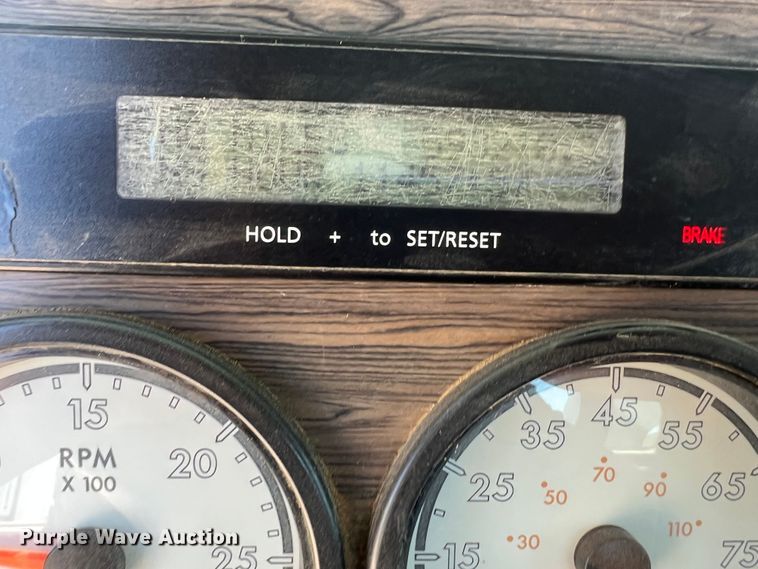 HOLD + to SET/RESET
BRAKE
15
RPM
X 100
20
25
35 45 55
25 65
15 75
70
50 90
30 110
Purple Wave Auction